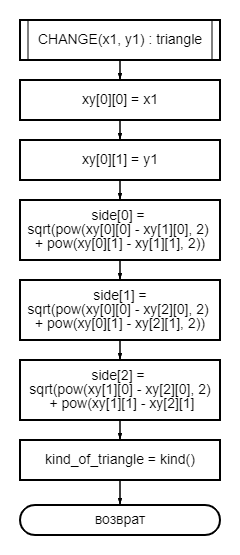 CHANGE(x1, y1) : triangle
xy[0][0] = x1
xy[0][1] = y1
side[0] =
sqrt(pow(xy[0][0] - xy[1][0], 2)
+ pow(xy[0][1] - xy[1][1], 2))
side[1] =
sqrt(pow(xy[0][0] - xy[2][0], 2)
+ pow(xy[0][1] - xy[2][1], 2))
side[2] =
sqrt(pow(xy[1][0] - xy[2][0], 2)
+ pow(xy[1][1] - xy[2][1]
kind_of_triangle = kind()
возврат